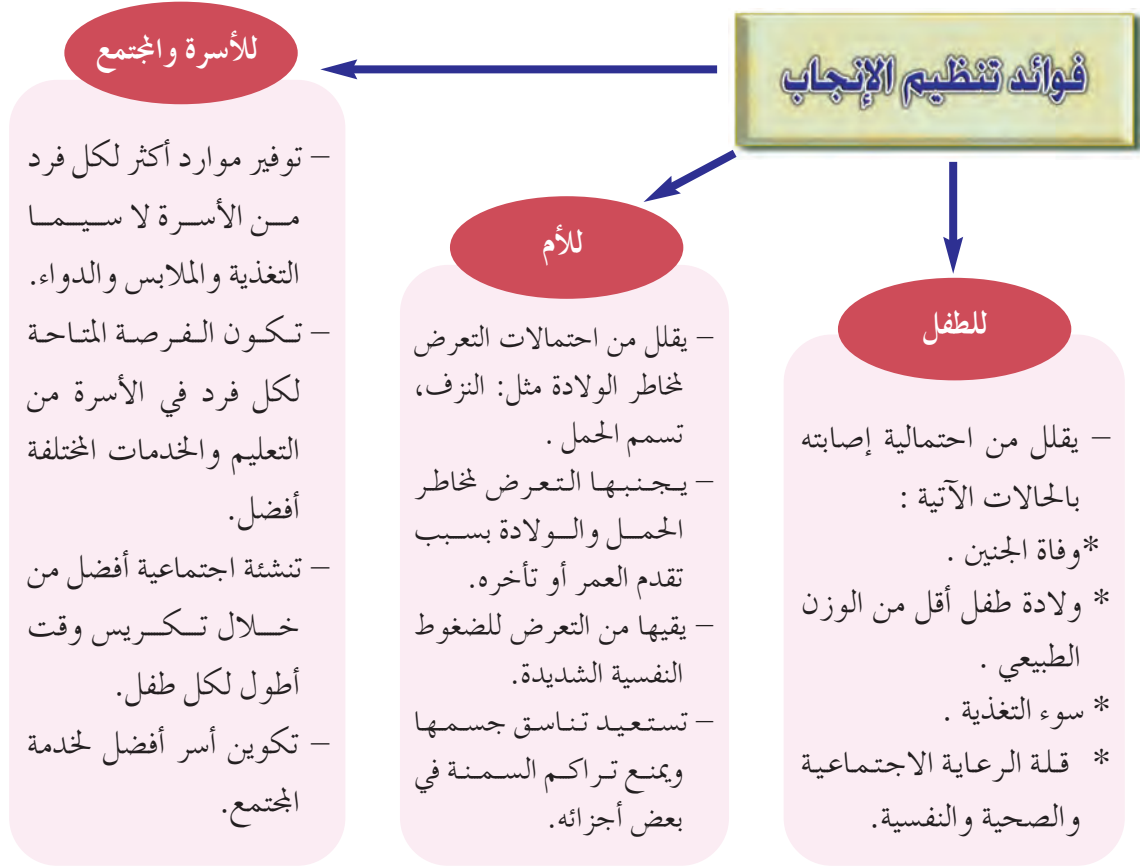 فوائد تنظيم الإنجاب
للطفل
– يقلل من احتمالية إصابته
بالحالات الآتية :
*وفاة الجنين .
* ولادة طفل أقل من الوزن
الطبيعي .
* سوء التغذية .
* قلة الرعاية الاجتماعية
والصحية والنفسية.
للأم
– يقلل من احتمالات التعرض
لمخاطر الولادة مثل: النزف،
تسمم الحمل .
– يجنبها التعرض لمخاطر
الحمل والولادة بسبب
تقدم العمر أو تأخره.
– يقيها من التعرض للضغوط
النفسية الشديدة.
– تستعيد تناسق جسمها
ويمنع تراكم السمنة في
بعض أجزائه.
للأسرة والمجتمع
– توفير موارد أكثر لكل فرد
من الأسرة لا سيما
التغذية والملابس والدواء.
– تكون الفرصة المتاحة
لكل فرد في الأسرة من
التعليم والخدمات المختلفة
أفضل.
– تنشئة اجتماعية أفضل من
خلال تكريس وقت
أطول لكل طفل.
– تكوين أسر أفضل لخدمة
المجتمع.